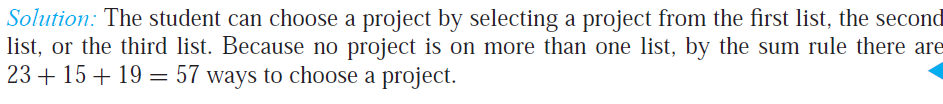 Solution: The student can choose a project by selecting a project from the first list, the second
list, or the third list. Because no project is on more than one list, by the sum rule there are
23 + 15 + 19 = 57 ways to choose a project.